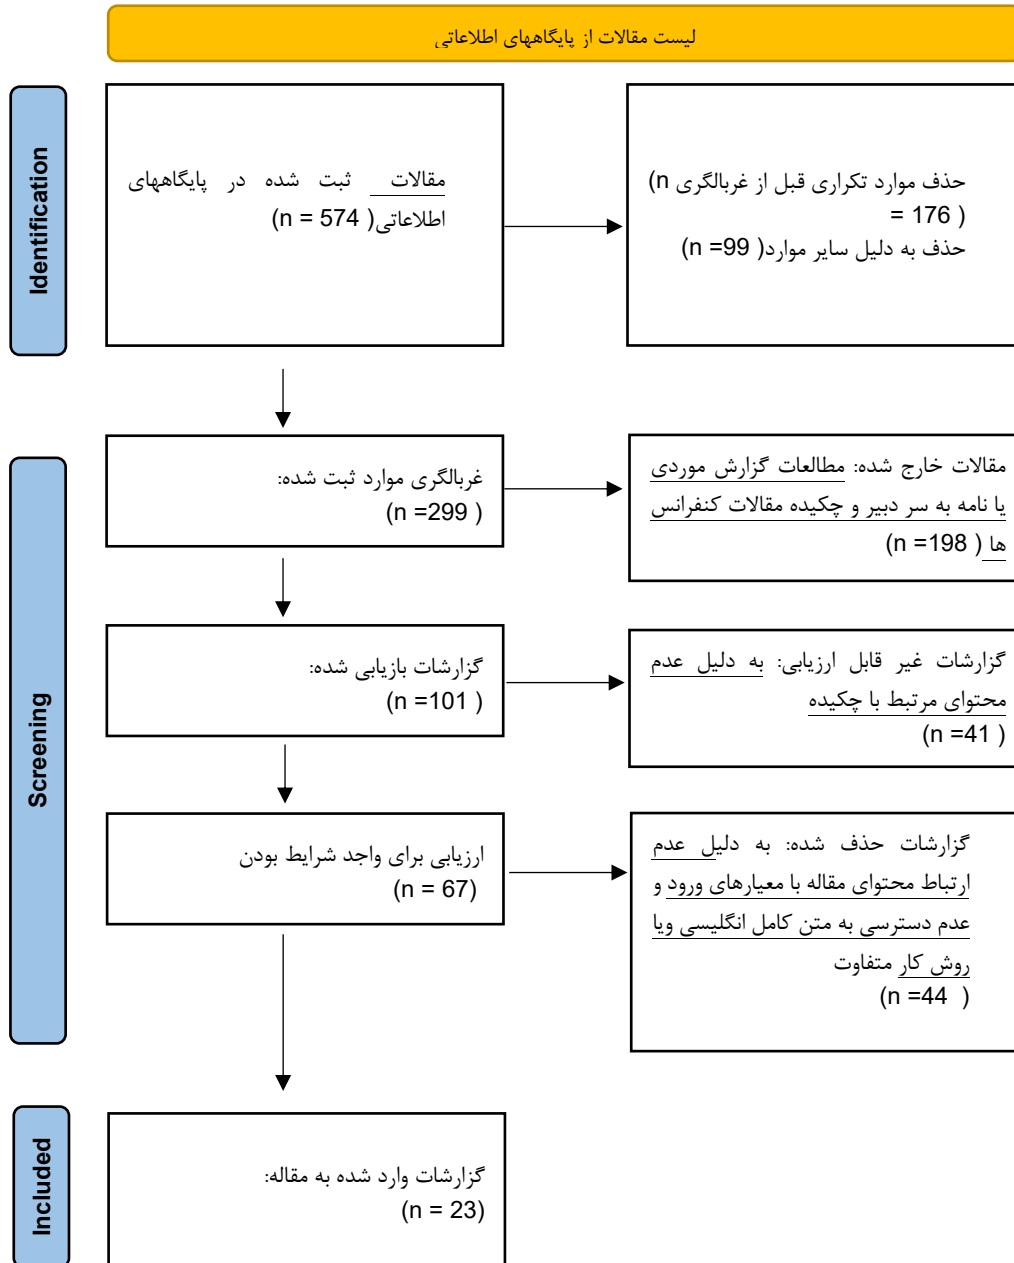 لیست مقالات از پایگاههای اطلاعاتی
Identification
مقالات ثبت شده در پایگاههای
اطلاعاتی( n = 574)
حذف موارد تکراری قبل از غربالگری (n
= 176 )
حذف به دلیل سایر موارد( n =99)
Screening
غربالگری موارد ثبت شده:
(n =299 )
مقالات خارج شده: مطالعات گزارش موردی
یا نامه به سر دبیر و چکیده مقالات کنفرانس
ها ( n =198)
گزارشات بازیابی شده:
(n =101 )
گزارشات غیر قابل ارزیابی: به دلیل عدم
محتوای مرتبط با چکیده
(n =41 )
ارزیابی برای واجد شرایط بودن
(n = 67)
گزارشات حذف شده: به دلیل عدم
ارتباط محتوای مقاله با معیارهای ورود و
عدم دسترسی به متن کامل انگلیسی ویا
روش کار متفاوت
(n =44 )
Included
گزارشات وارد شده به مقاله:
(n = 23)